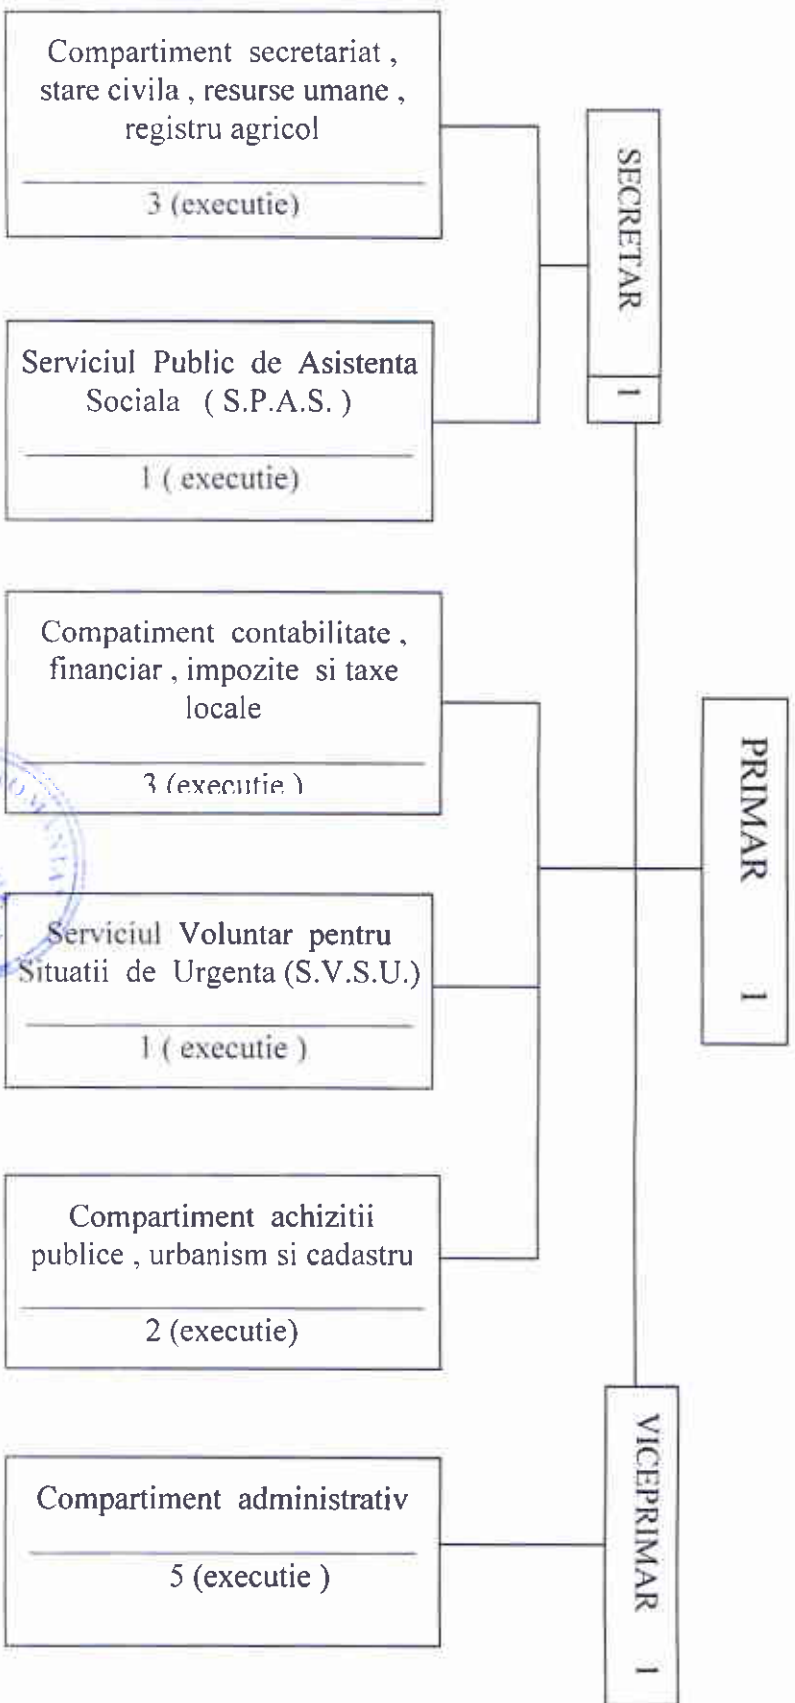 Compartiment secretariat ,
stare civila , resurse umane ,
registru agricol
3 (executie)
Serviciul Public de Asistenta
Sociala ( S.P.A.S. )
1 ( executie)
Compatiment contabilitate ,
financiar , impozite si taxe
locale
3 (executie )
Serviciul Voluntar pentru
Situatii de Urgenta (S.V.S.U.)
1 ( executie )
Compartiment achizitii
publice , urbanism si cadastru
2 (executie)
Compartiment administrativ
5 (executie )
SECRETAR 1
PRIMAR 1
VICEPRIMAR 1